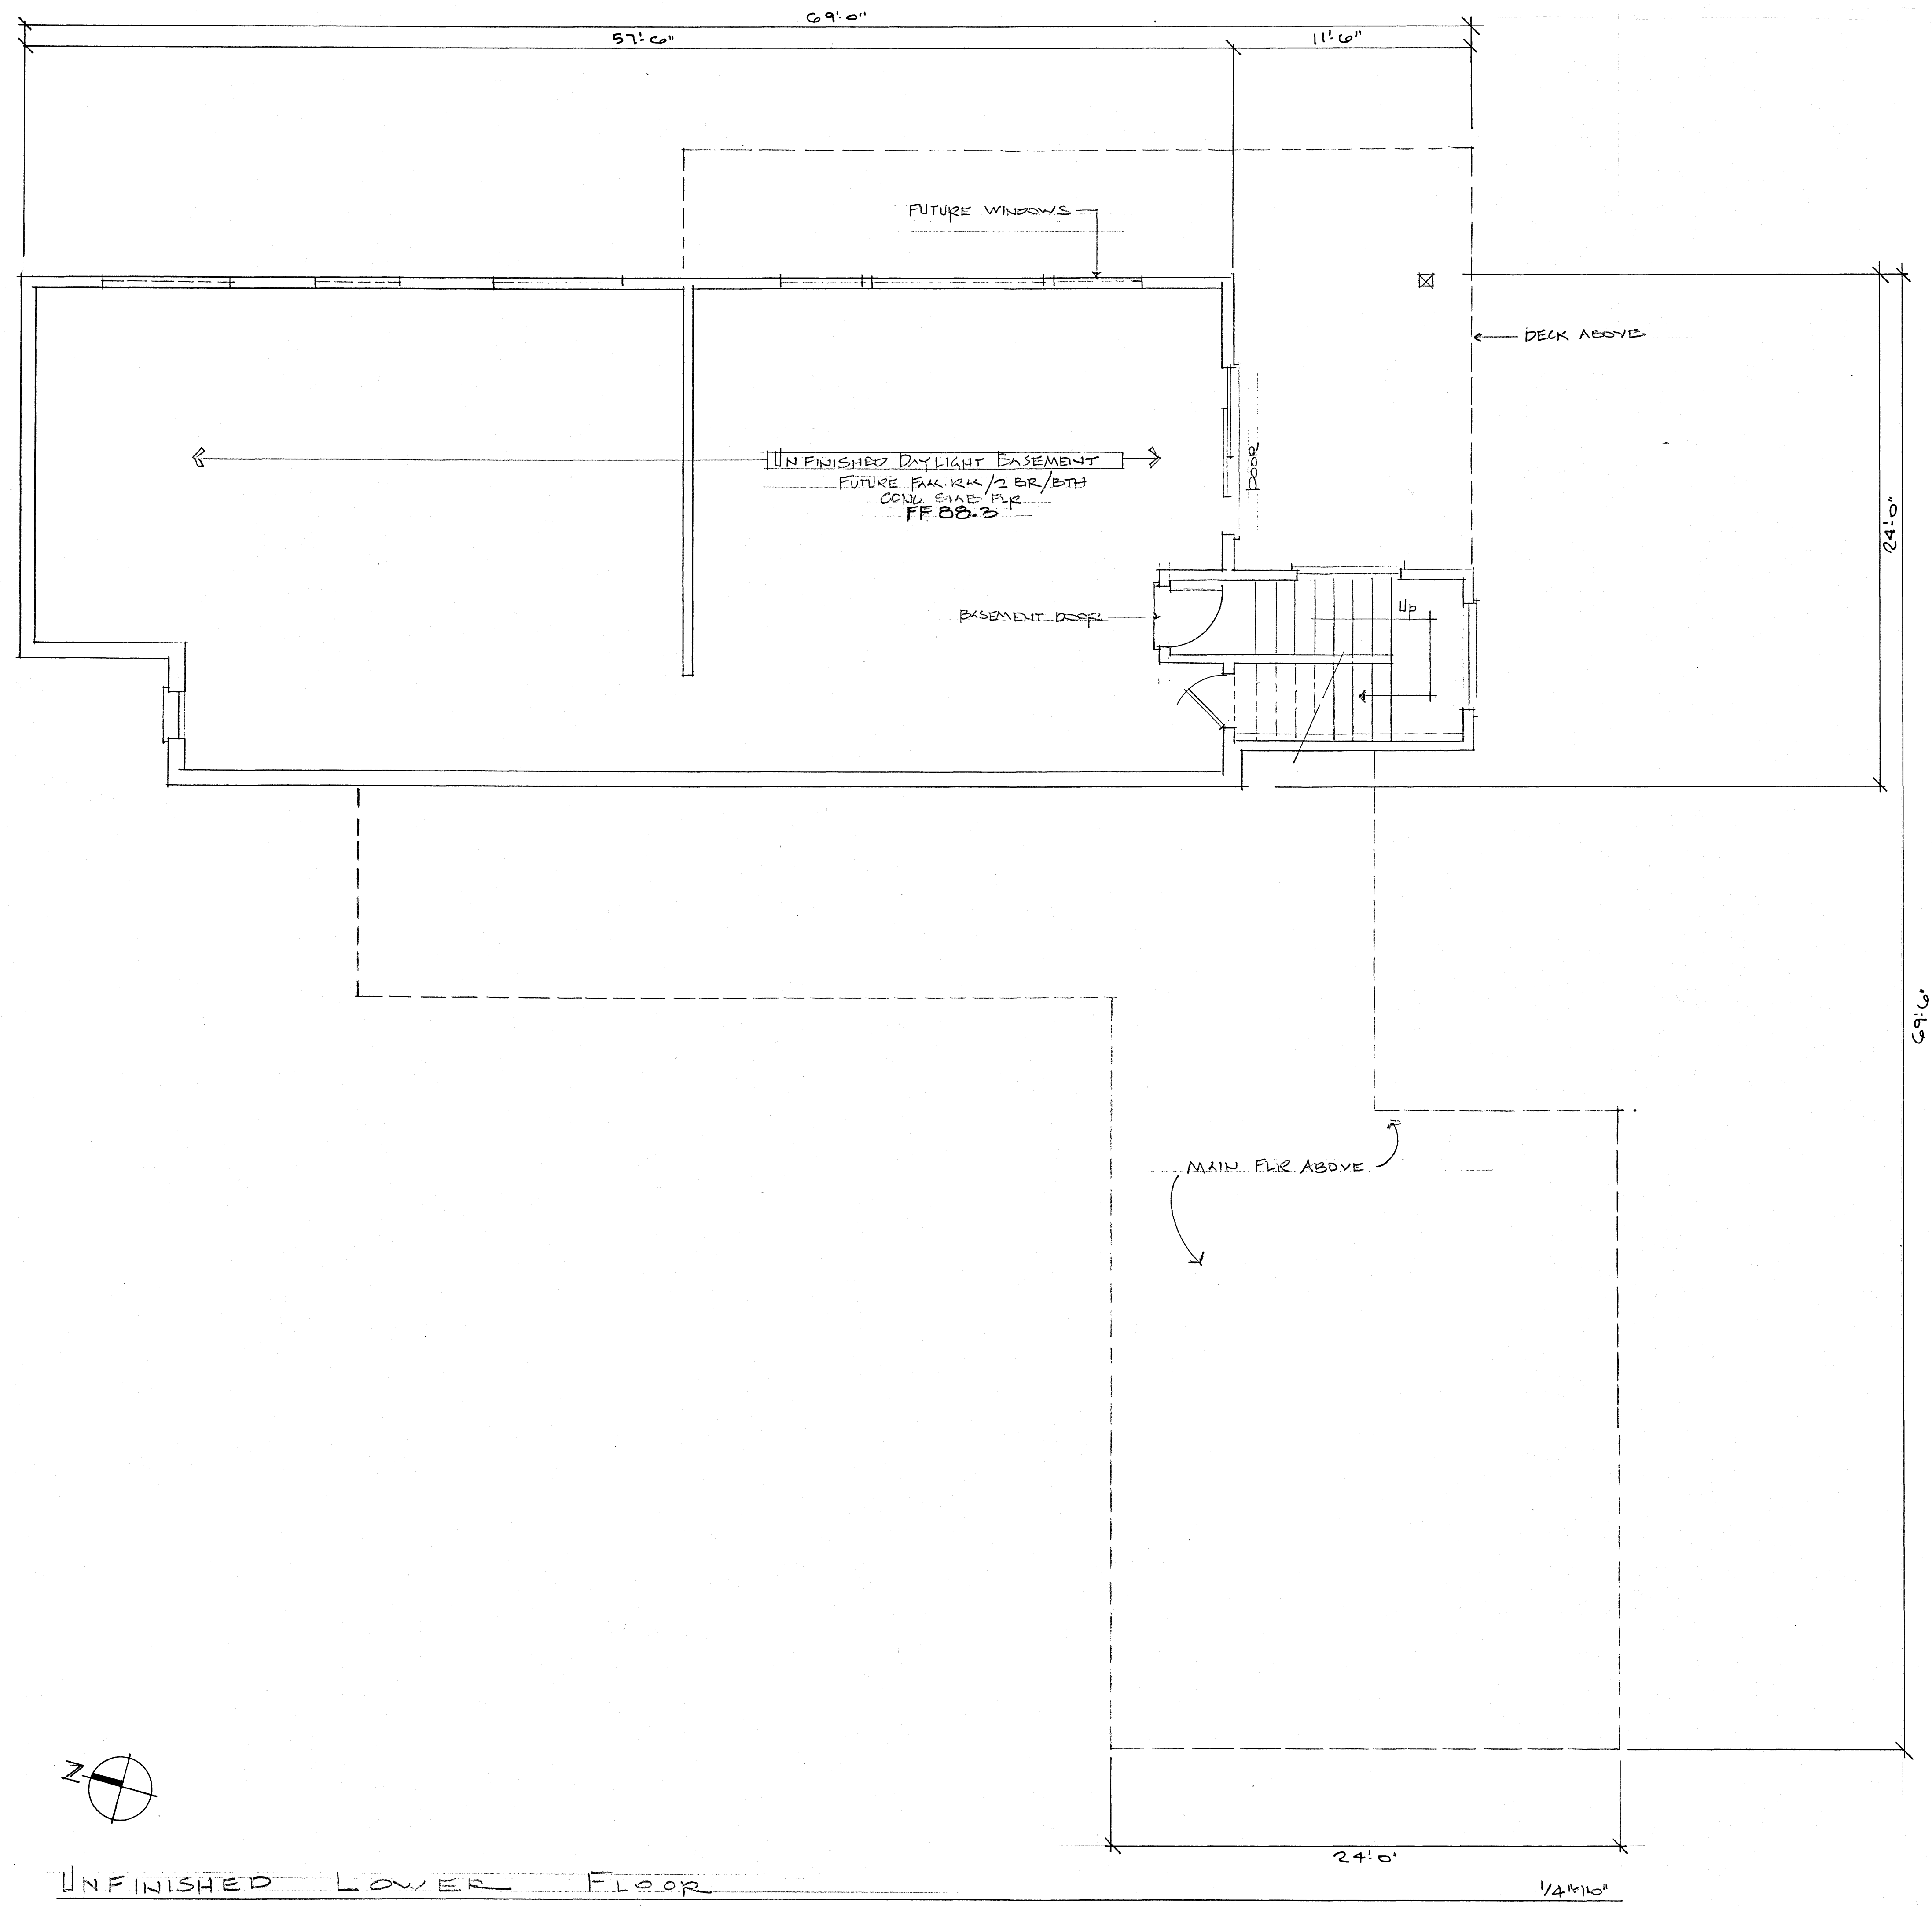 69'-0"
57'-6"
11'-6"
FUTURE WINDOWS
DECK ABOVE
UNFINISHED DAYLIGHT BASEMENT
FUTURE FAM. RM/2 BR/BTH
CONC SLAB FLR
FF 88.3
DOOR
24'-0"
BASEMENT DOOR
UP
69'-6"
MAIN FLR ABOVE
N
24'-0"
UNFINISHED LOWER FLOOR
1/4"=1'-0"